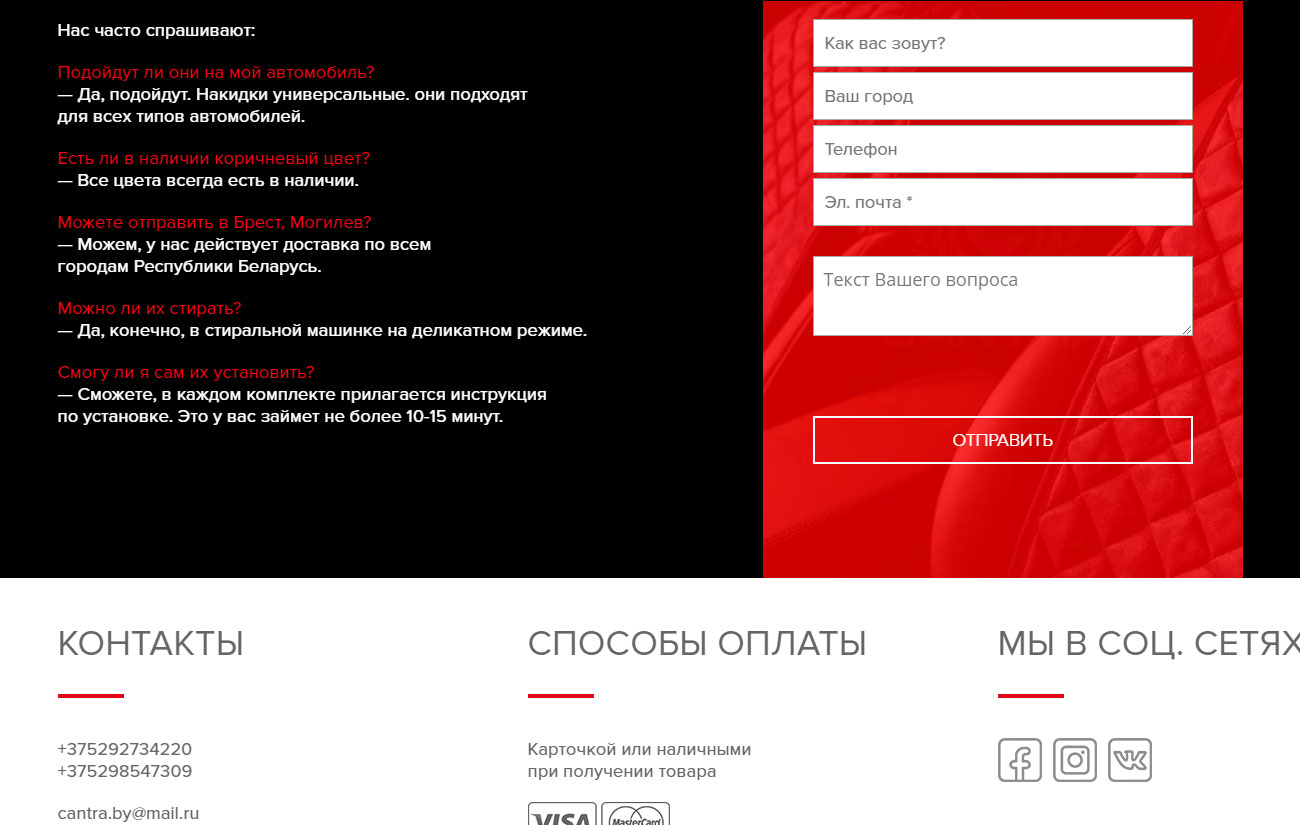 Нас часто спрашивают:
Подойдут ли они на мой автомобиль?
— Да, подойдут. Накидки универсальные. они подходят
для всех типов автомобилей.
Есть ли в наличии коричневый цвет?
— Все цвета всегда есть в наличии.
Можете отправить в Брест, Могилев?
— Можем, у нас действует доставка по всем
городам Республики Беларусь.
Можно ли их стирать?
— Да, конечно, в стиральной машинке на деликатном режиме.
Смогу ли я сам их установить?
— Сможете, в каждом комплекте прилагается инструкция
по установке. Это у вас займет не более 10-15 минут.
Как вас зовут?
Ваш город
Телефон
Эл. почта *
Текст Вашего вопроса
ОТПРАВИТЬ
КОНТАКТЫ
+375292734220
+375298547309
cantra.by@mail.ru
СПОСОБЫ ОПЛАТЫ
Карточкой или наличными
при получении товара
VISA MasterCard
МЫ В СОЦ. СЕТЯХ